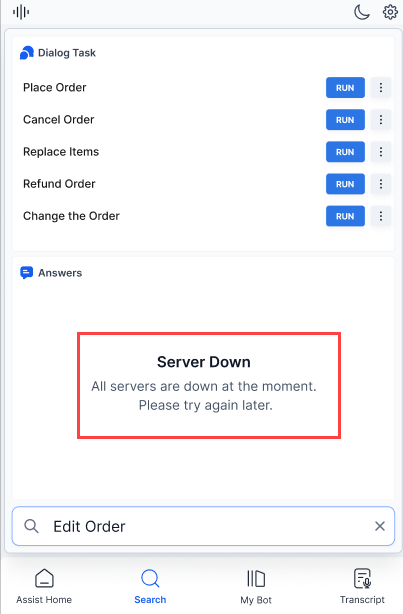 Dialog Task
Place Order RUN
Cancel Order RUN
Replace Items RUN
Refund Order RUN
Change the Order RUN
Answers
Server Down
All servers are down at the moment.
Please try again later.
Edit Order
Assist Home Search My Bot Transcript